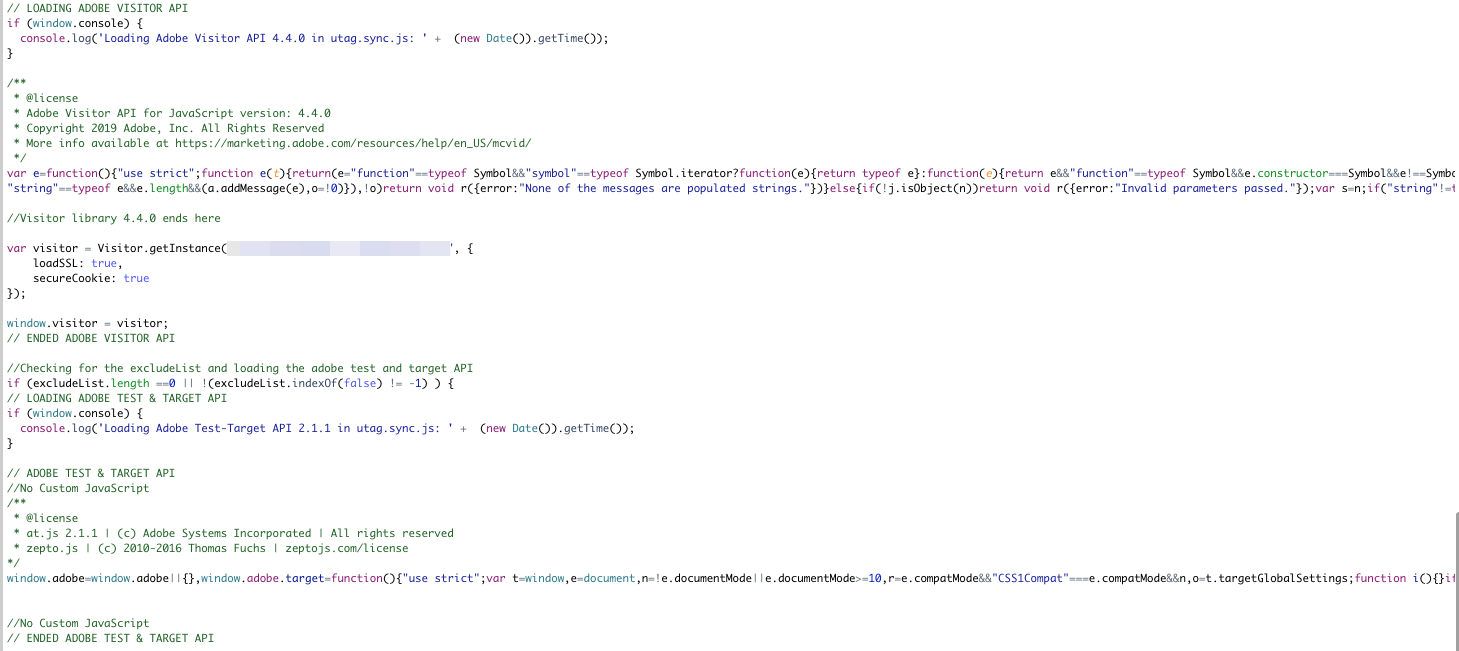 // LOADING ADOBE VISITOR API
if (window.console) {
  console.log('Loading Adobe Visitor API 4.4.0 in utag.sync.js: ' +  (new Date()).getTime());
}
/**
 * @license
 * Adobe Visitor API for JavaScript version: 4.4.0
 * Copyright 2019 Adobe, Inc. All Rights Reserved
 * More info available at https://marketing.adobe.com/resources/help/en_US/mcvid/
 */
var e=function(){"use strict";function e(t){return(e="function"==typeof Symbol&&"symbol"==typeof Symbol.iterator?function(e){return typeof e}:function(e){return e&&"function"==typeof Symbol&&e.constructor===Symbol&&e!==Symbo
"string"==typeof e&&e.length&&(a.addMessage(e),o=!0)}),!o)return void r({error:"None of the messages are populated strings."})}else{if(!j.isObject(n))return void r({error:"Invalid parameters passed."});var s=n;if("string"!=t
//Visitor library 4.4.0 ends here
var visitor = Visitor.getInstance( ', {
    loadSSL: true,
    secureCookie: true
});
window.visitor = visitor;
// ENDED ADOBE VISITOR API
//Checking for the excludeList and loading the adobe test and target API
if (excludeList.length ==0 || !(excludeList.indexOf(false) != -1) ) {
// LOADING ADOBE TEST & TARGET API
if (window.console) {
  console.log('Loading Adobe Test-Target API 2.1.1 in utag.sync.js: ' +  (new Date()).getTime());
}
// ADOBE TEST & TARGET API
//No Custom JavaScript
/**
 * @license
 * at.js 2.1.1 | (c) Adobe Systems Incorporated | All rights reserved
 * zepto.js | (c) 2010-2016 Thomas Fuchs | zeptojs.com/license
*/
window.adobe=window.adobe||{},window.adobe.target=function(){"use strict";var t=window,e=document,n=!e.documentMode||e.documentMode>=10,r=e.compatMode&&"CSS1Compat"===e.compatMode&&n,o=t.targetGlobalSettings;function i(){}if
//No Custom JavaScript
// ENDED ADOBE TEST & TARGET API